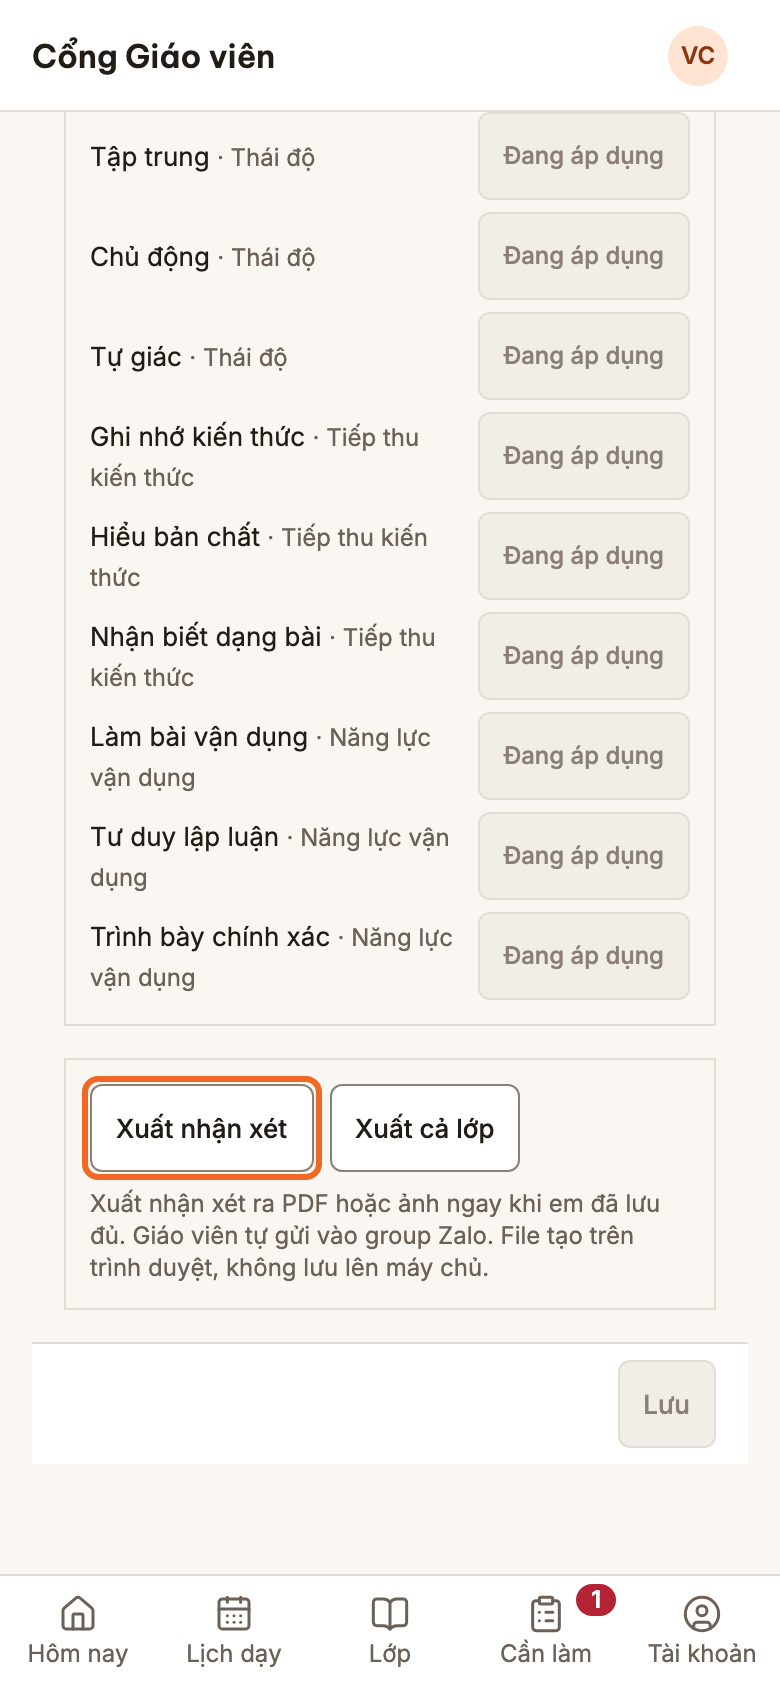 Cổng Giáo viên
VC
Tập trung · Thái độ
Đang áp dụng
Chủ động · Thái độ
Đang áp dụng
Tự giác · Thái độ
Đang áp dụng
Ghi nhớ kiến thức · Tiếp thu
kiến thức
Đang áp dụng
Hiểu bản chất · Tiếp thu kiến
thức
Đang áp dụng
Nhận biết dạng bài · Tiếp thu
kiến thức
Đang áp dụng
Làm bài vận dụng · Năng lực
vận dụng
Đang áp dụng
Tư duy lập luận · Năng lực vận
dụng
Đang áp dụng
Trình bày chính xác · Năng lực
vận dụng
Đang áp dụng
Xuất nhận xét
Xuất cả lớp
Xuất nhận xét ra PDF hoặc ảnh ngay khi em đã lưu
đủ. Giáo viên tự gửi vào group Zalo. File tạo trên
trình duyệt, không lưu lên máy chủ.
Lưu
1
Hôm nay
Lịch dạy
Lớp
Cần làm
Tài khoản